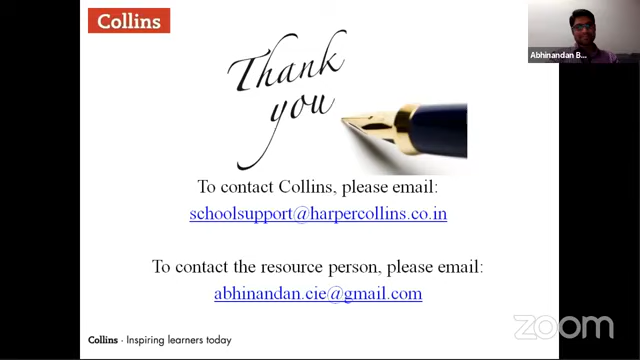 Collins
Thank
you
To contact Collins, please email:
schoolsupport@harpercollins.co.in
To contact the resource person, please email:
abhinandan.cie@gmail.com
Collins · Inspiring learners today
Abhinandan B...
zoom